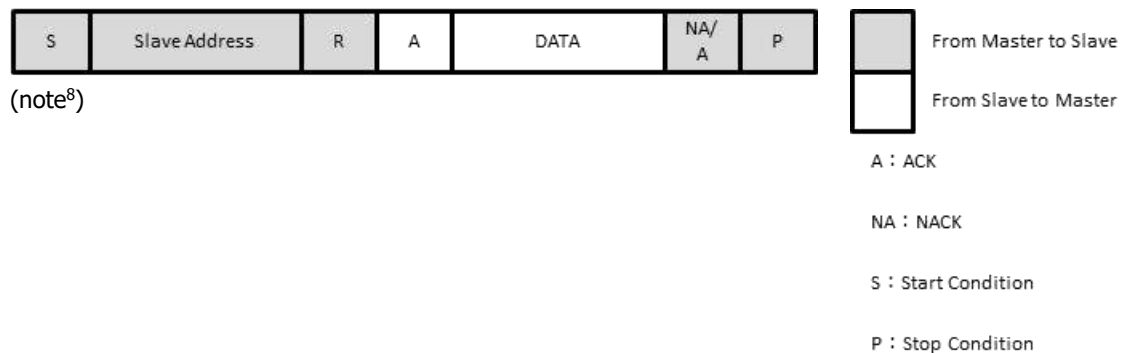 S Slave Address R A DATA NA/ A P
(note⁸)
From Master to Slave
From Slave to Master
A：ACK
NA：NACK
S：Start Condition
P：Stop Condition